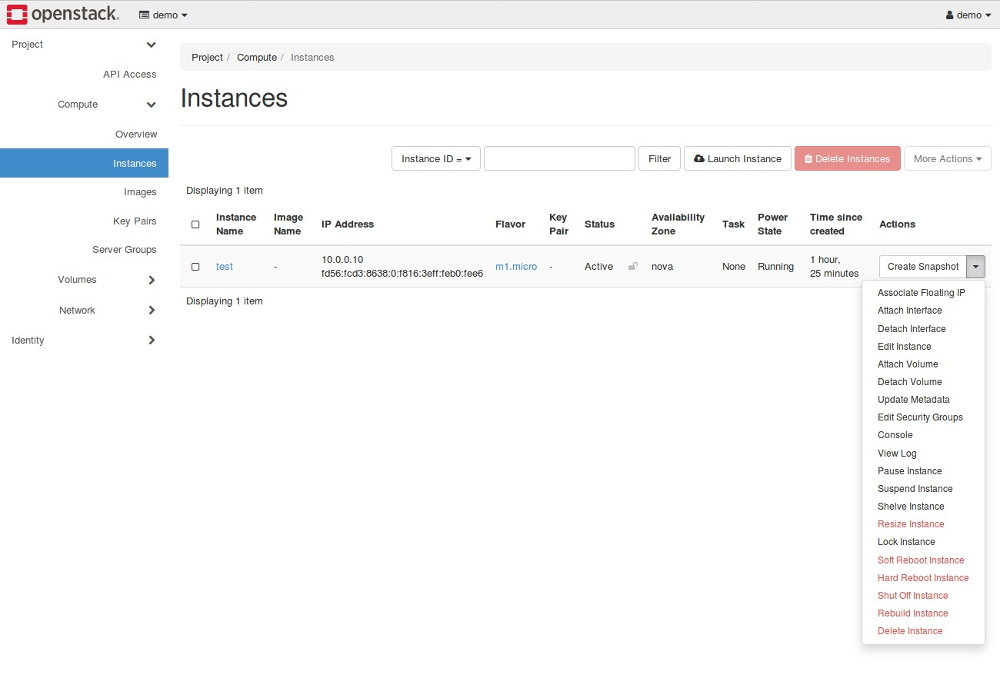 openstack. demo demo
Project
API Access
Compute
Overview
Instances
Images
Key Pairs
Server Groups
Volumes
Network
Identity
Project / Compute / Instances
Instances
Instance ID = Filter Launch Instance Delete Instances More Actions
Displaying 1 item
Instance Name Image Name IP Address Flavor Key Pair Status Availability Zone Task Power State Time since created Actions
test - 10.0.0.10 fd56:fcd3:8638:0:f816:3eff:feb0:fee6 m1.micro - Active nova None Running 1 hour, 25 minutes Create Snapshot
Displaying 1 item
Associate Floating IP
Attach Interface
Detach Interface
Edit Instance
Attach Volume
Detach Volume
Update Metadata
Edit Security Groups
Console
View Log
Pause Instance
Suspend Instance
Shelve Instance
Resize Instance
Lock Instance
Soft Reboot Instance
Hard Reboot Instance
Shut Off Instance
Rebuild Instance
Delete Instance